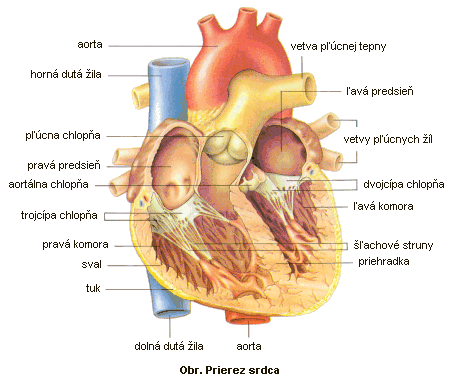 aorta
vetva pľúcnej tepny
horná dutá žila
ľavá predsieň
pľúcna chlopňa
vetvy pľúcnych žíl
pravá predsieň
aortálna chlopňa
dvojcípa chlopňa
ľavá komora
trojcípa chlopňa
pravá komora
šľachové struny
sval
priehradka
tuk
dolná dutá žila
aorta
Obr. Prierez srdca